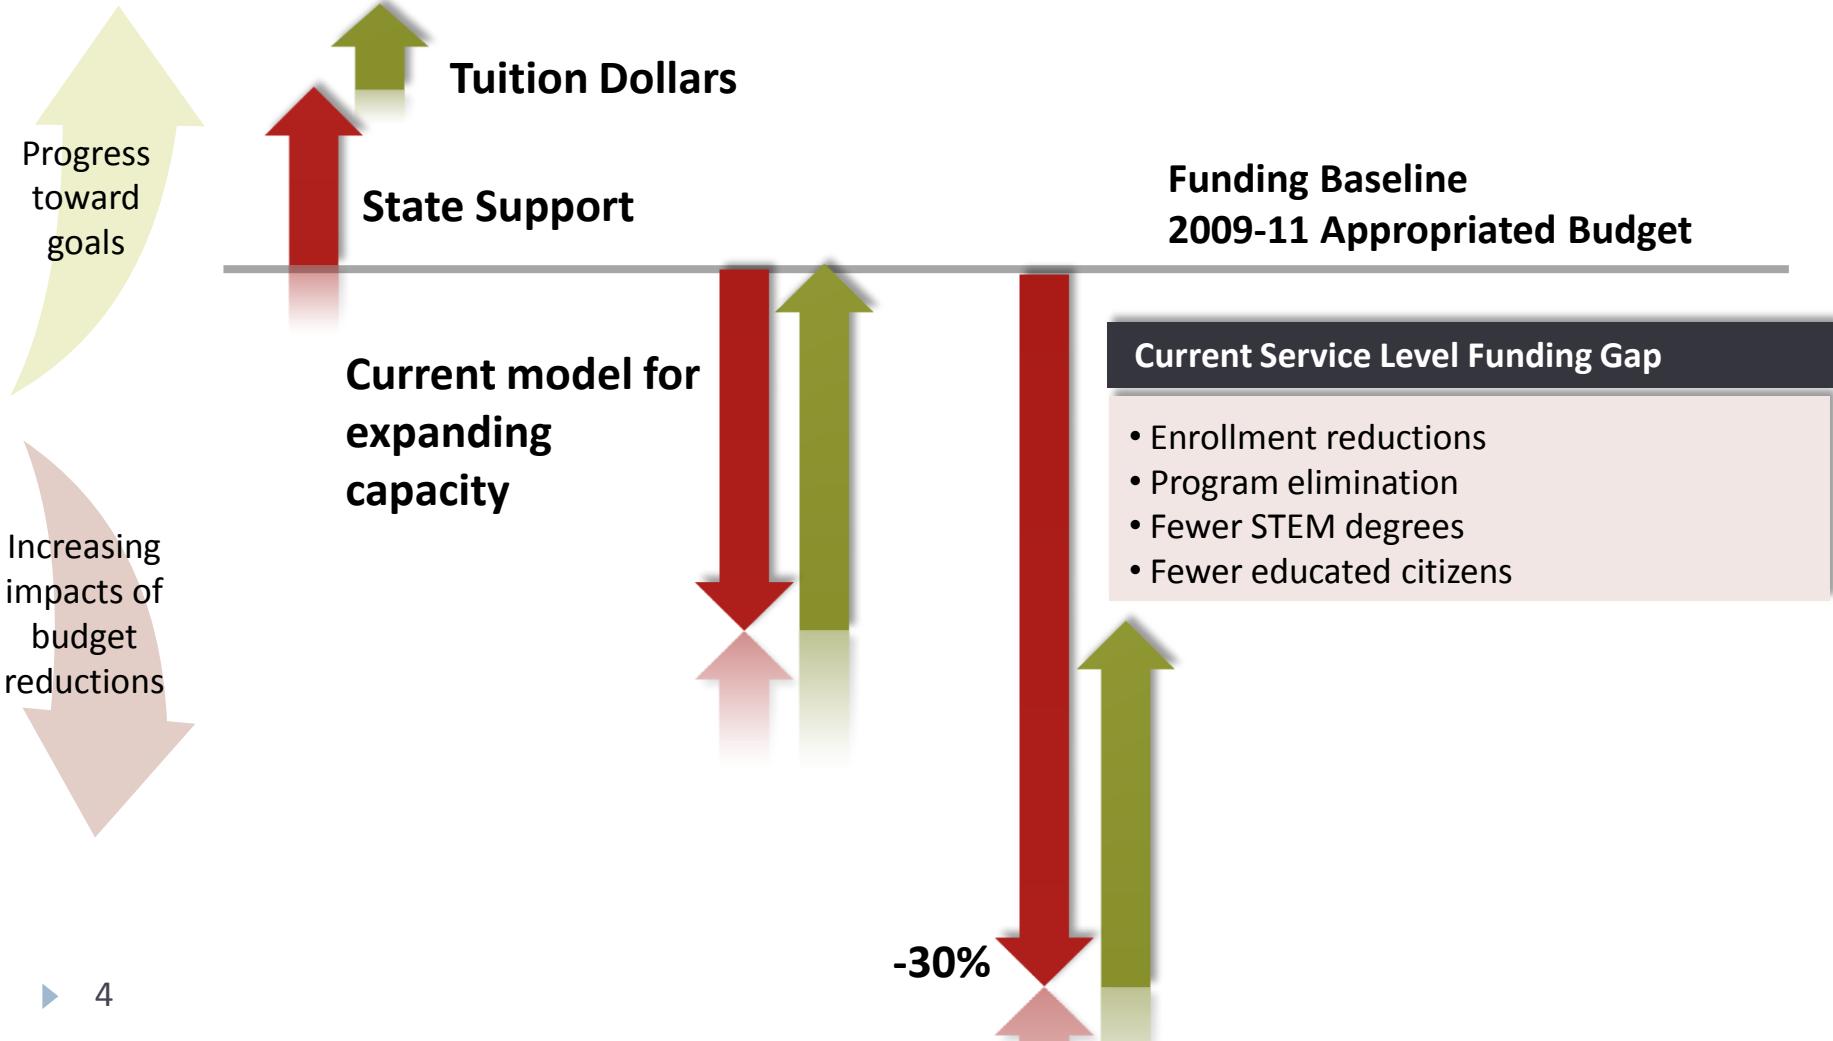 Tuition Dollars
Progress
toward
goals
State Support
Funding Baseline
2009-11 Appropriated Budget
Current model for
expanding
capacity
Current Service Level Funding Gap
• Enrollment reductions
• Program elimination
• Fewer STEM degrees
• Fewer educated citizens
Increasing
impacts of
budget
reductions
-30%
4